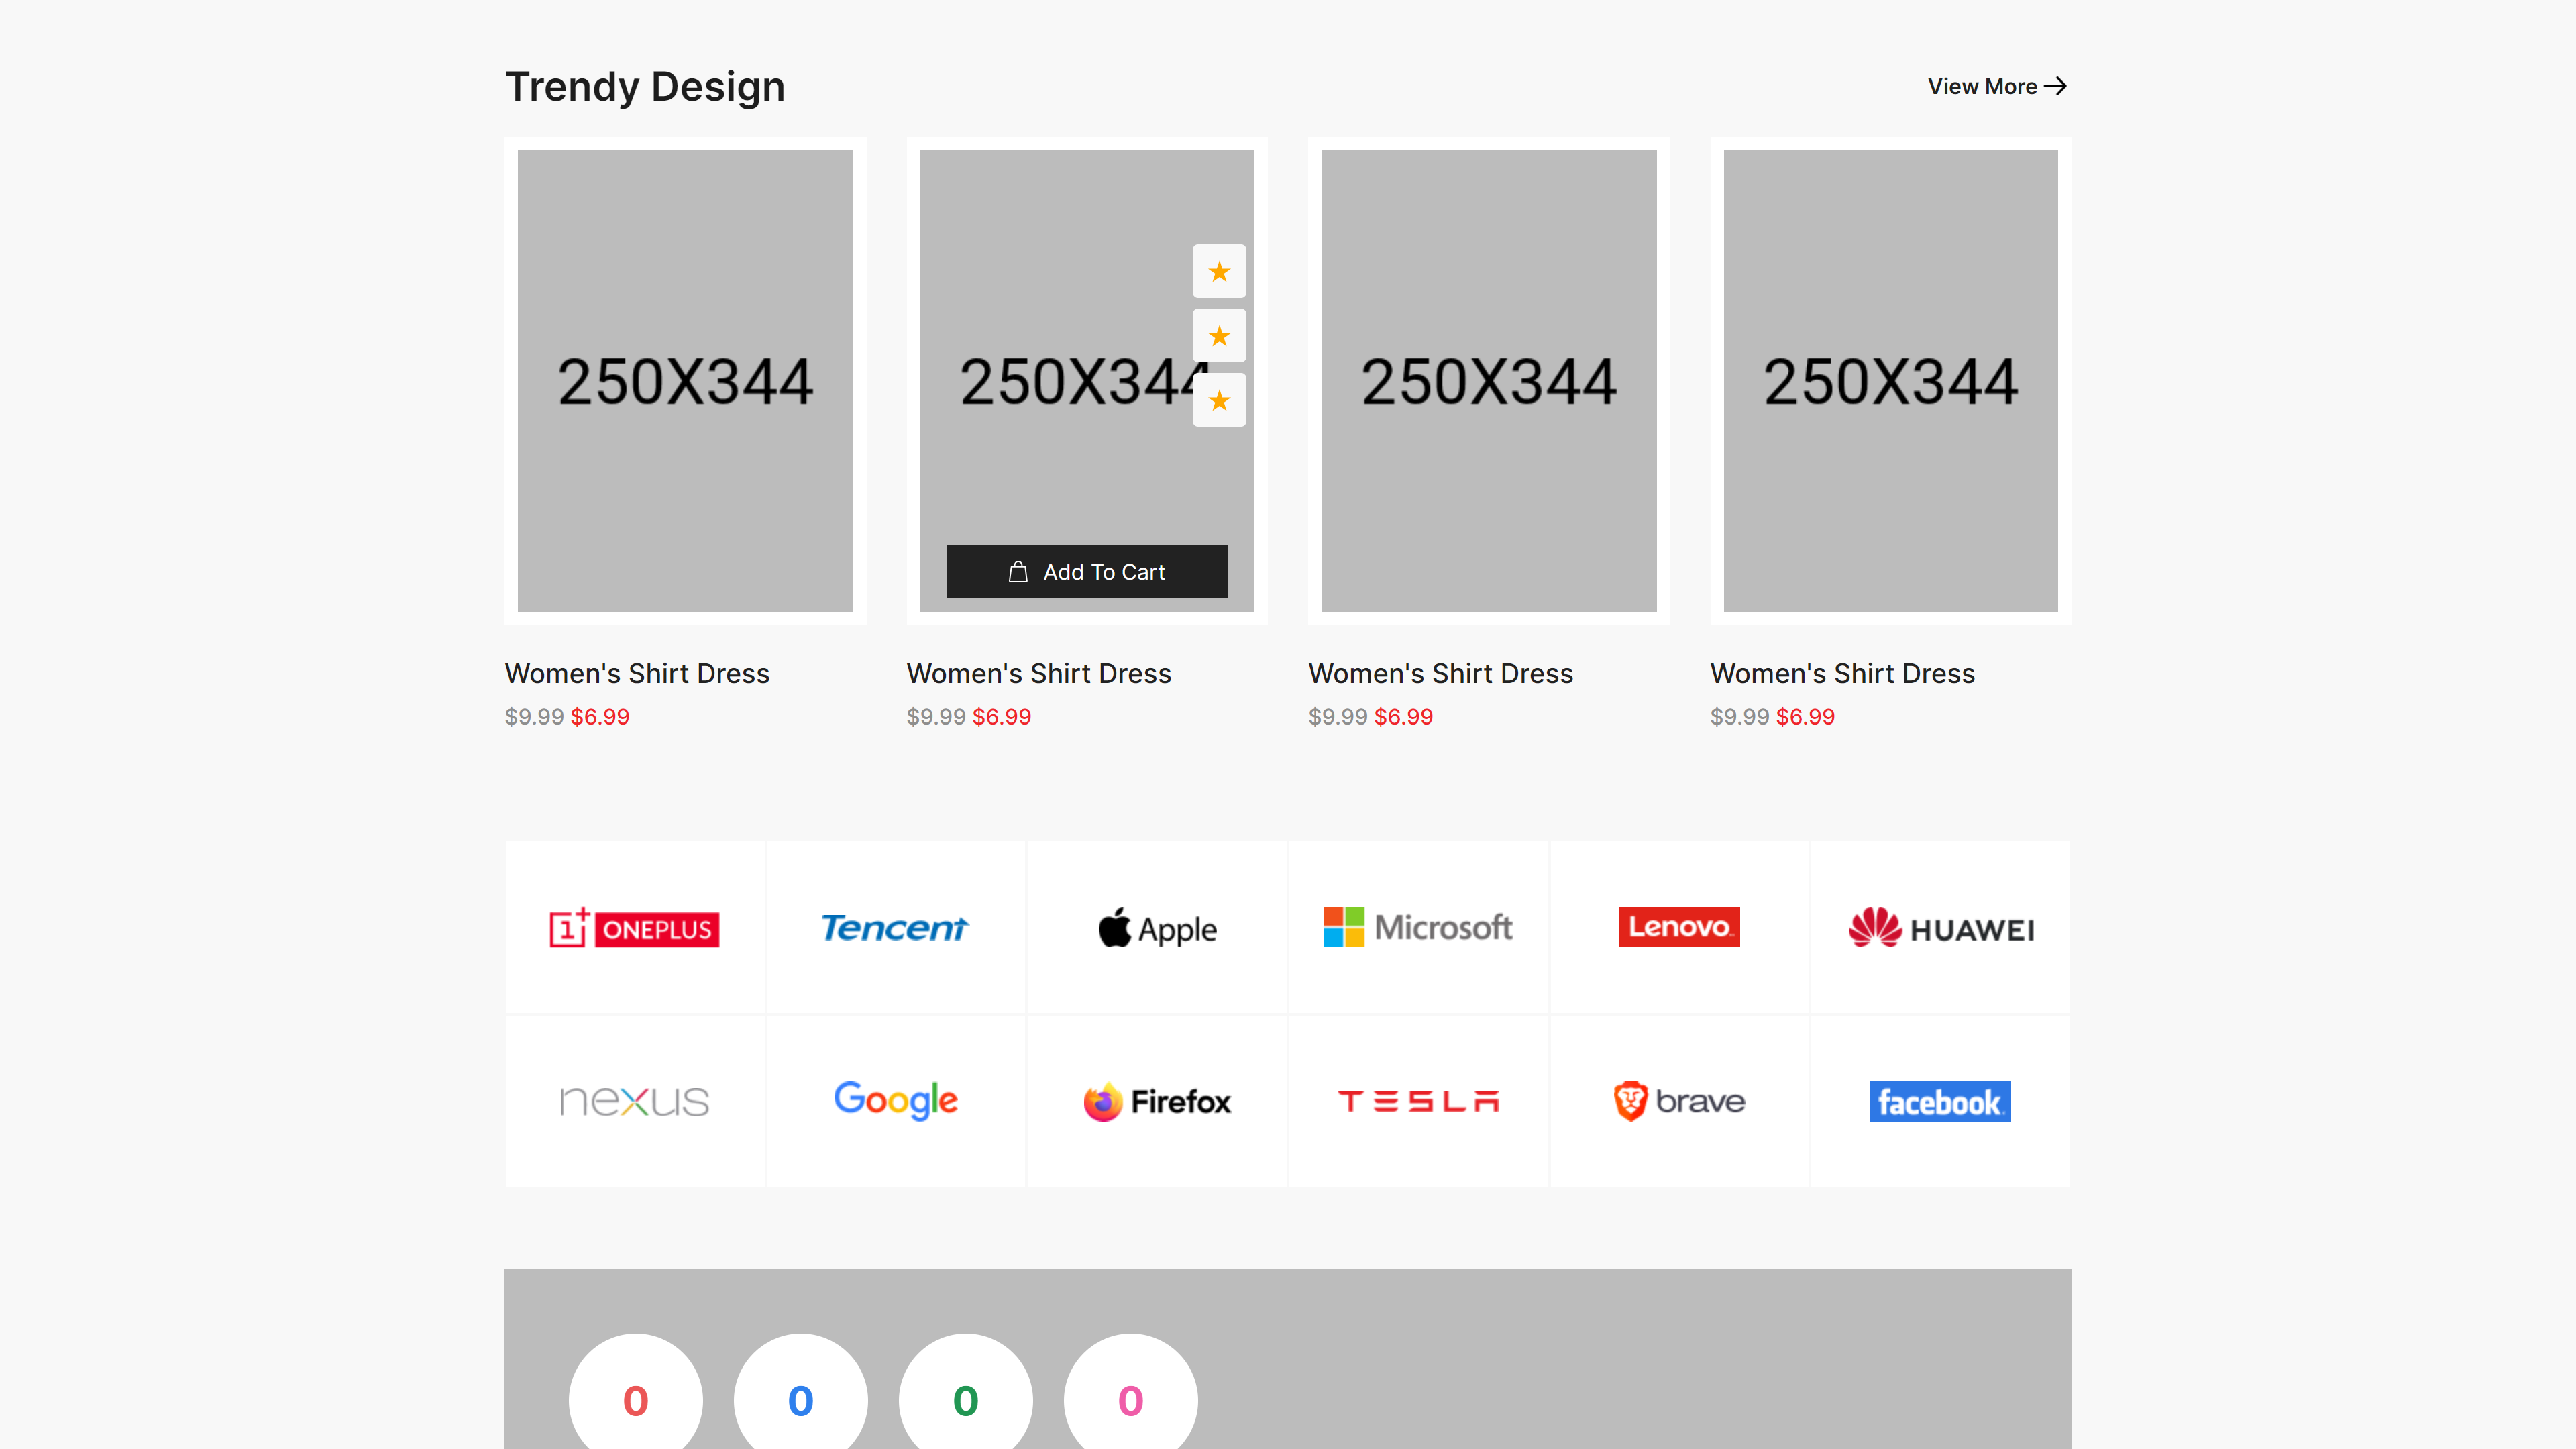 Trendy Design
View More
250X344
250X344
250X344
250X344
Add To Cart
Women's Shirt Dress
$9.99 $6.99
Women's Shirt Dress
$9.99 $6.99
Women's Shirt Dress
$9.99 $6.99
Women's Shirt Dress
$9.99 $6.99
1+ ONEPLUS
Tencent
Apple
Microsoft
Lenovo
HUAWEI
nexus
Google
Firefox
TESLA
brave
facebook
0
0
0
0